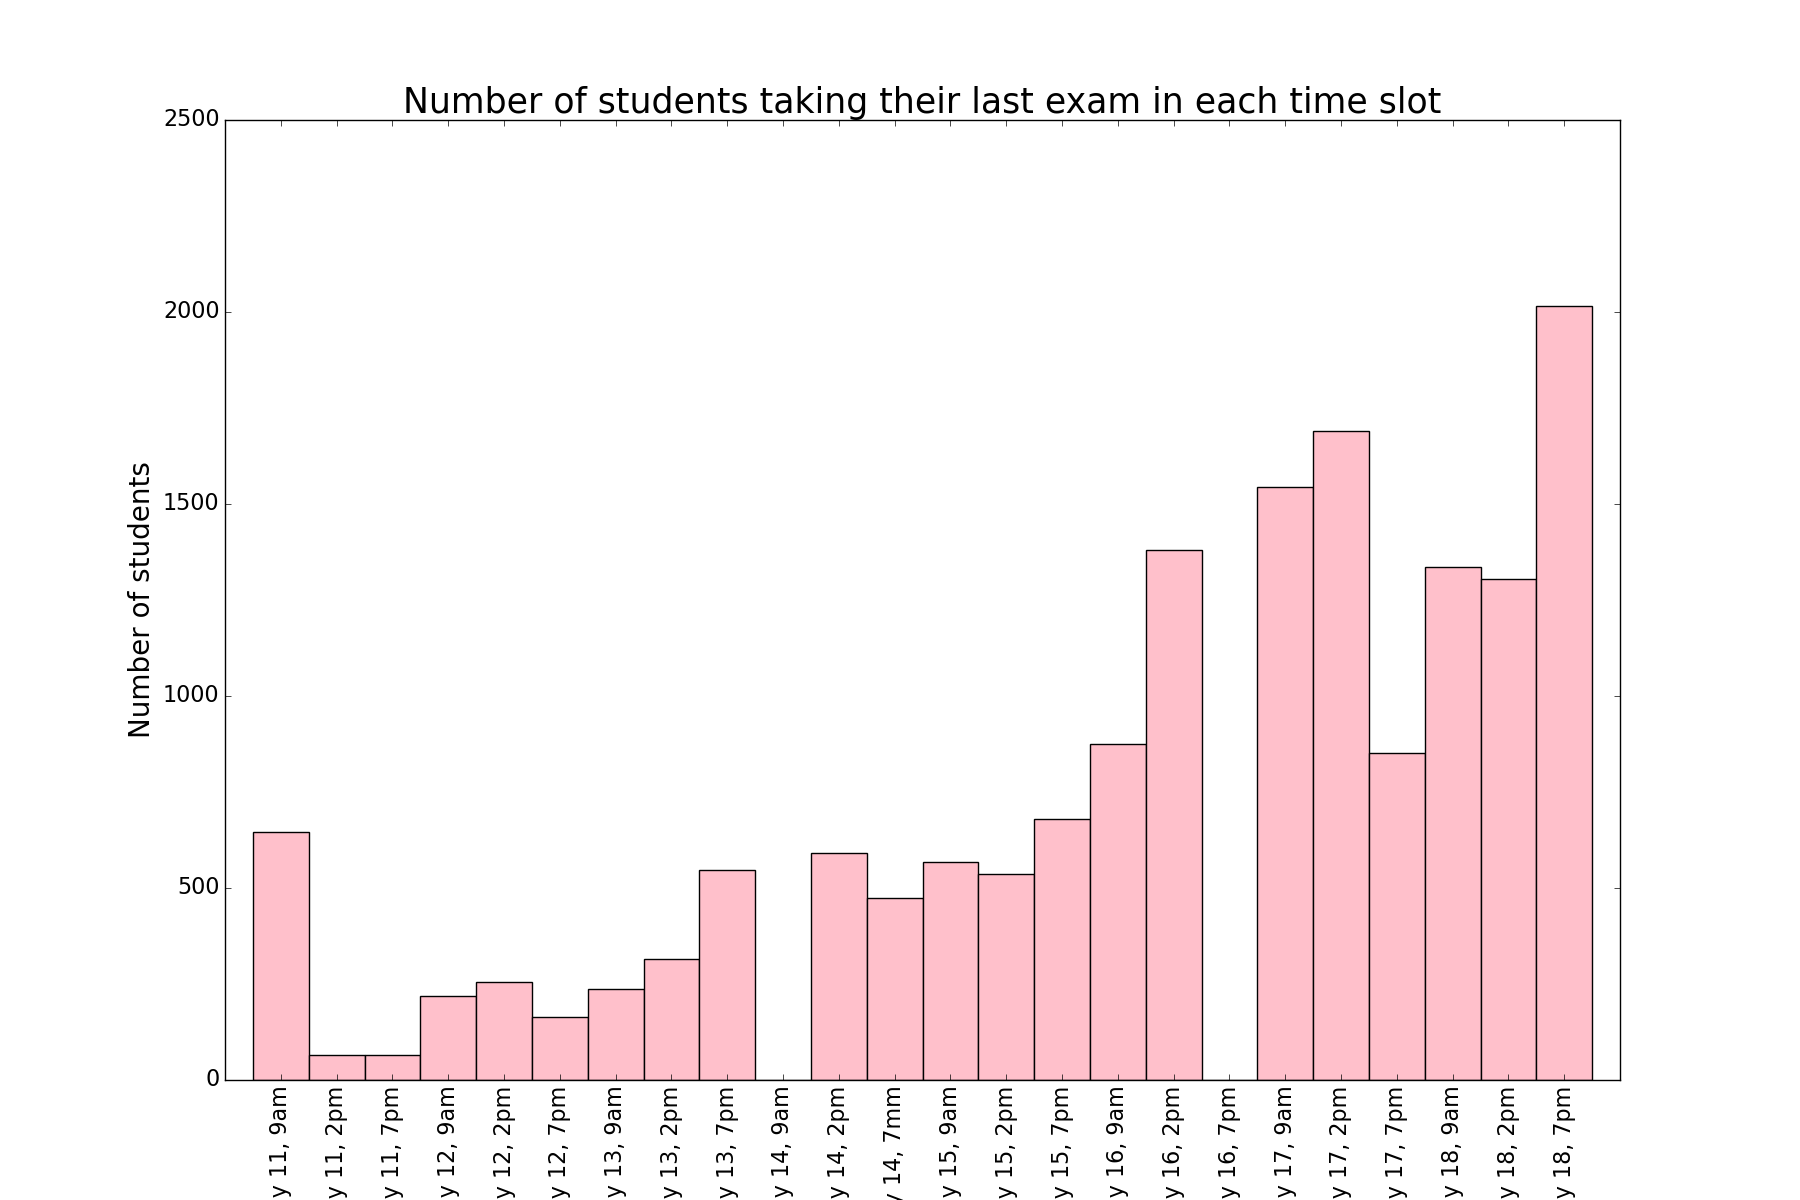 Number of students taking their last exam in each time slot
2500
2000
1500
1000
500
0
Number of students
y 11, 9am
y 11, 2pm
y 11, 7pm
y 12, 9am
y 12, 2pm
y 12, 7pm
y 13, 9am
y 13, 2pm
y 13, 7pm
y 14, 9am
y 14, 2pm
y 14, 7mm
y 15, 9am
y 15, 2pm
y 15, 7pm
y 16, 9am
y 16, 2pm
y 16, 7pm
y 17, 9am
y 17, 2pm
y 17, 7pm
y 18, 9am
y 18, 2pm
y 18, 7pm